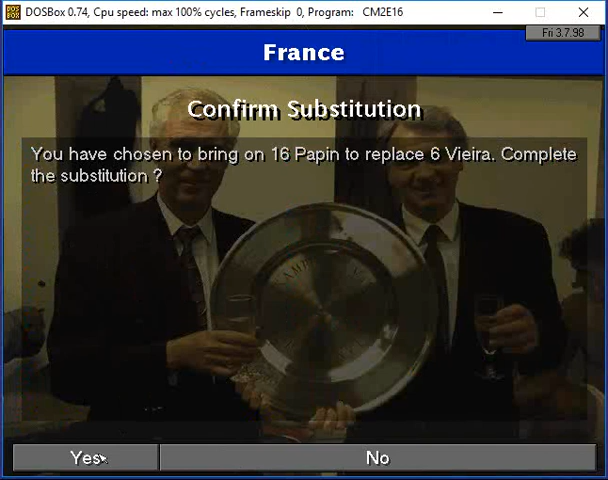 DOSBox 0.74, Cpu speed: max 100% cycles, Frameskip 0, Program: CM2E16
Fri 3.7.98
France
Confirm Substitution
You have chosen to bring on 16 Papin to replace 6 Vieira. Complete
the substitution ?
Yes
No